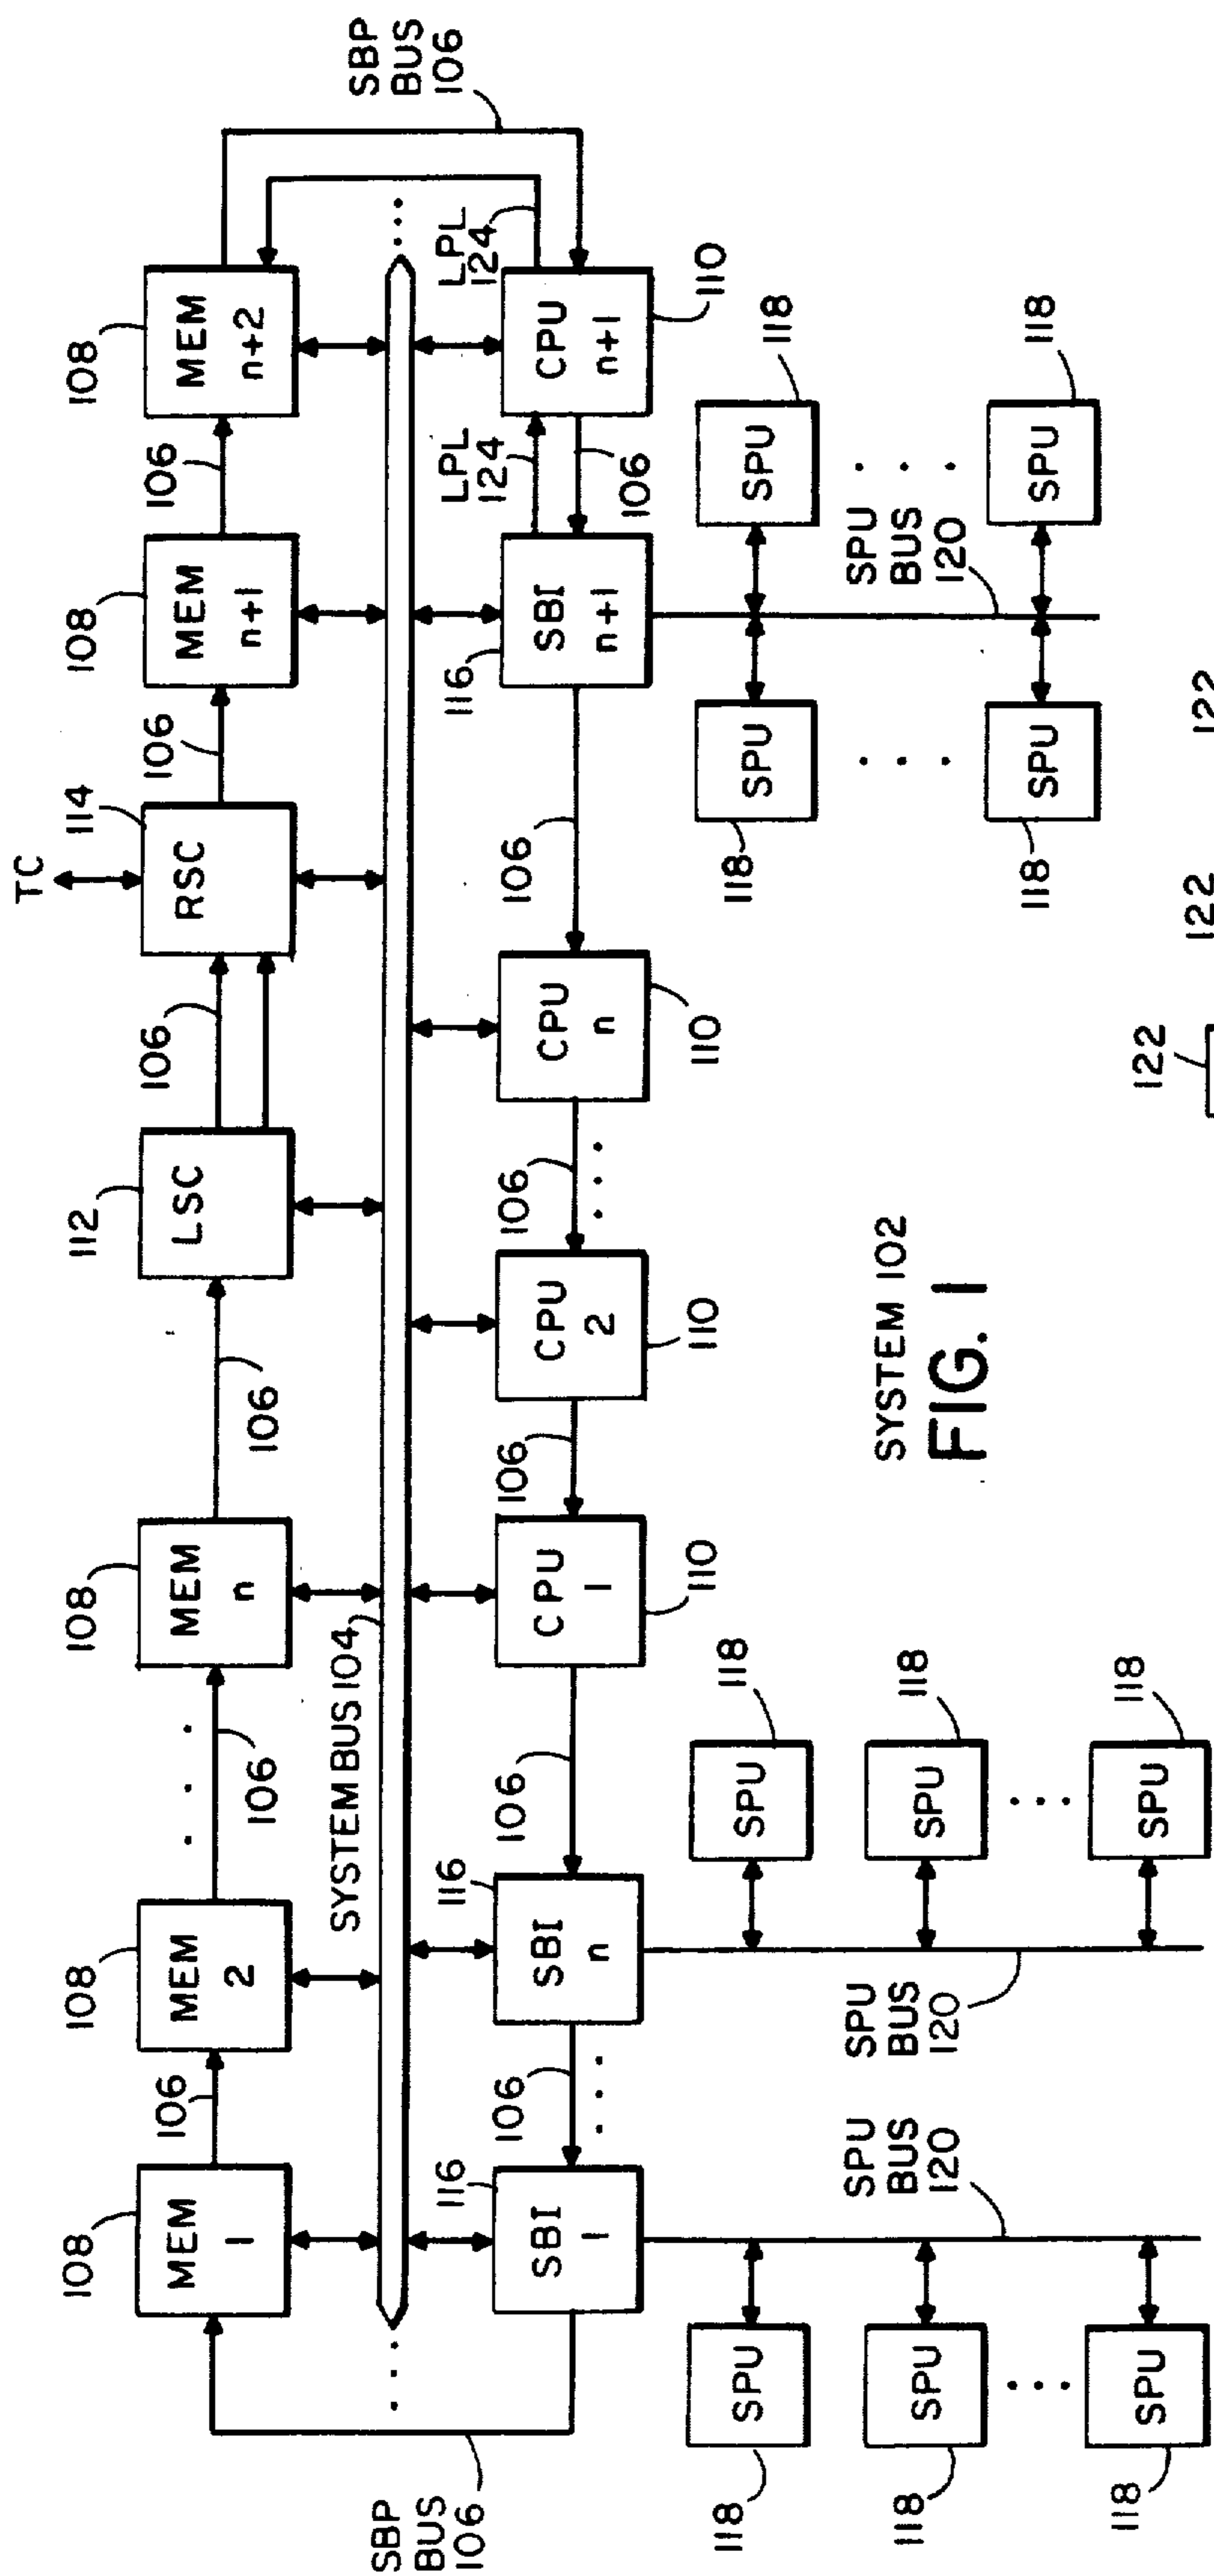 TC
108
108
108
112
114
108
108
MEM
1
MEM
2
MEM
n
LSC
RSC
MEM
n+1
MEM
n+2
106
106
106
106
106
106
SBP
BUS
106
SYSTEM BUS 104
116
116
SBI
1
SBI
n
CPU
1
CPU
2
CPU
n
SBI
n+1
CPU
n+1
106
106
106
106
106
106
LPL
124
LPL
124
116
110
110
110
110
SBP
BUS
106
118
SPU
118
SPU
118
SPU
SPU
BUS
120
SPU
BUS
120
SPU
118
SPU
118
SPU
118
SPU
118
SPU
118
SPU
BUS
120
SPU
118
SPU
118
SYSTEM 102
FIG. 1
122
122
122